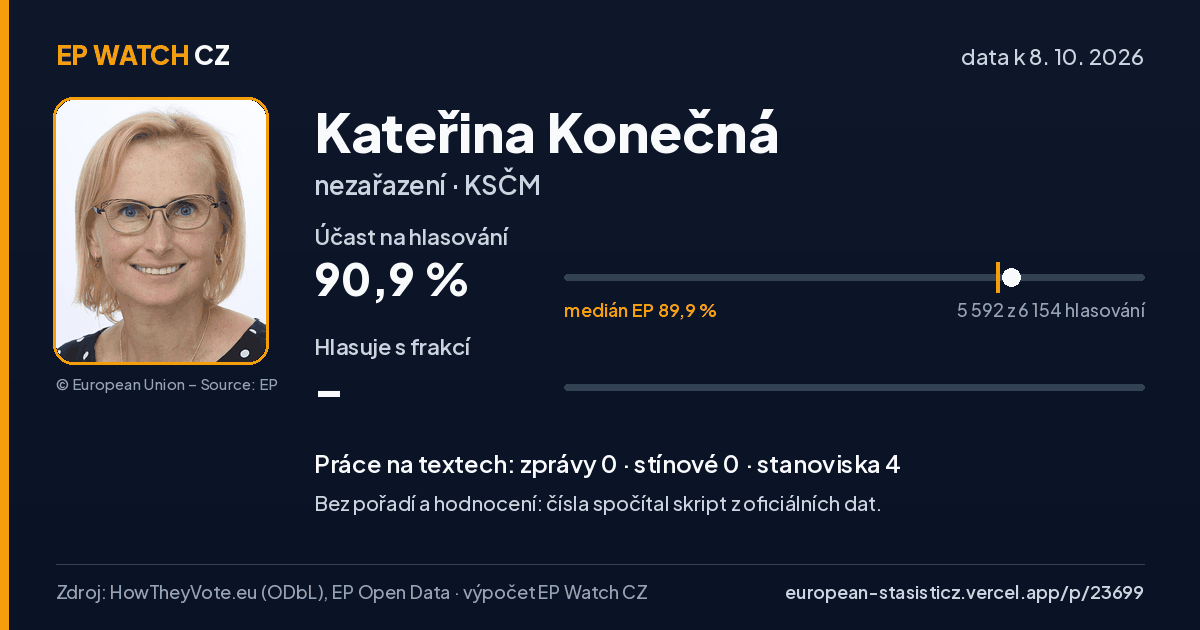 EP WATCH CZ
data k 8. 10. 2026
Kateřina Konečná
nezařazení · KSČM
Účast na hlasování
90,9 %
medián EP 89,9 %
5 592 z 6 154 hlasování
Hlasuje s frakcí
–
© European Union – Source: EP
Práce na textech: zprávy 0 · stínové 0 · stanoviska 4
Bez pořadí a hodnocení: čísla spočítal skript z oficiálních dat.
Zdroj: HowTheyVote.eu (ODbL), EP Open Data · výpočet EP Watch CZ
european-stasisticz.vercel.app/p/23699